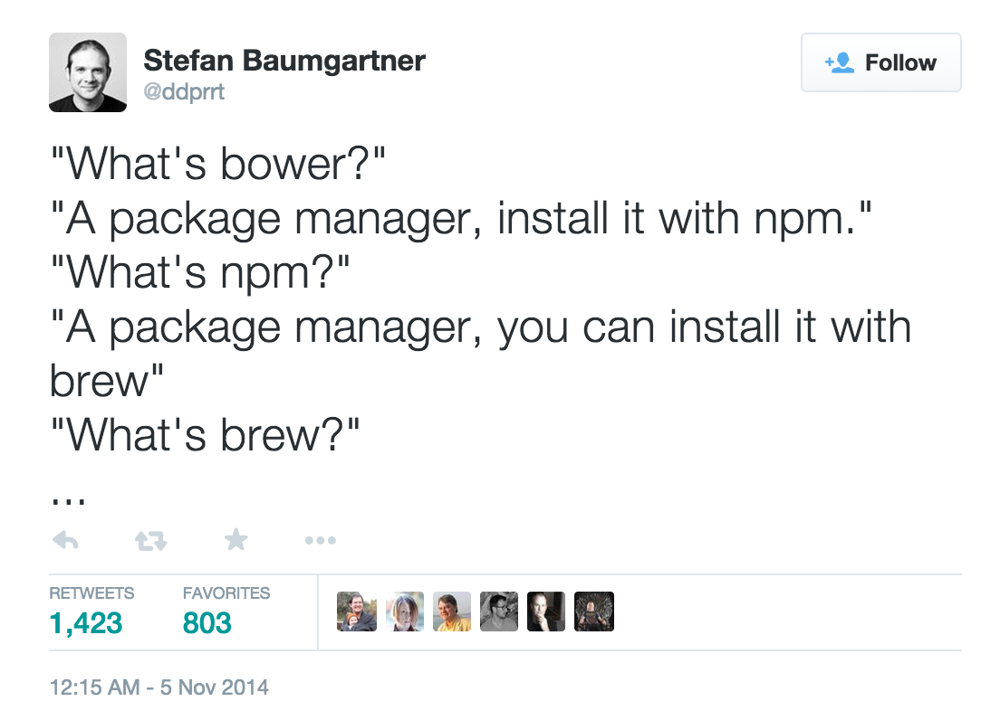 Stefan Baumgartner
@ddprrt
Follow
"What's bower?"
"A package manager, install it with npm."
"What's npm?"
"A package manager, you can install it with
brew"
"What's brew?"
...
RETWEETS
1,423
FAVORITES
803
12:15 AM - 5 Nov 2014